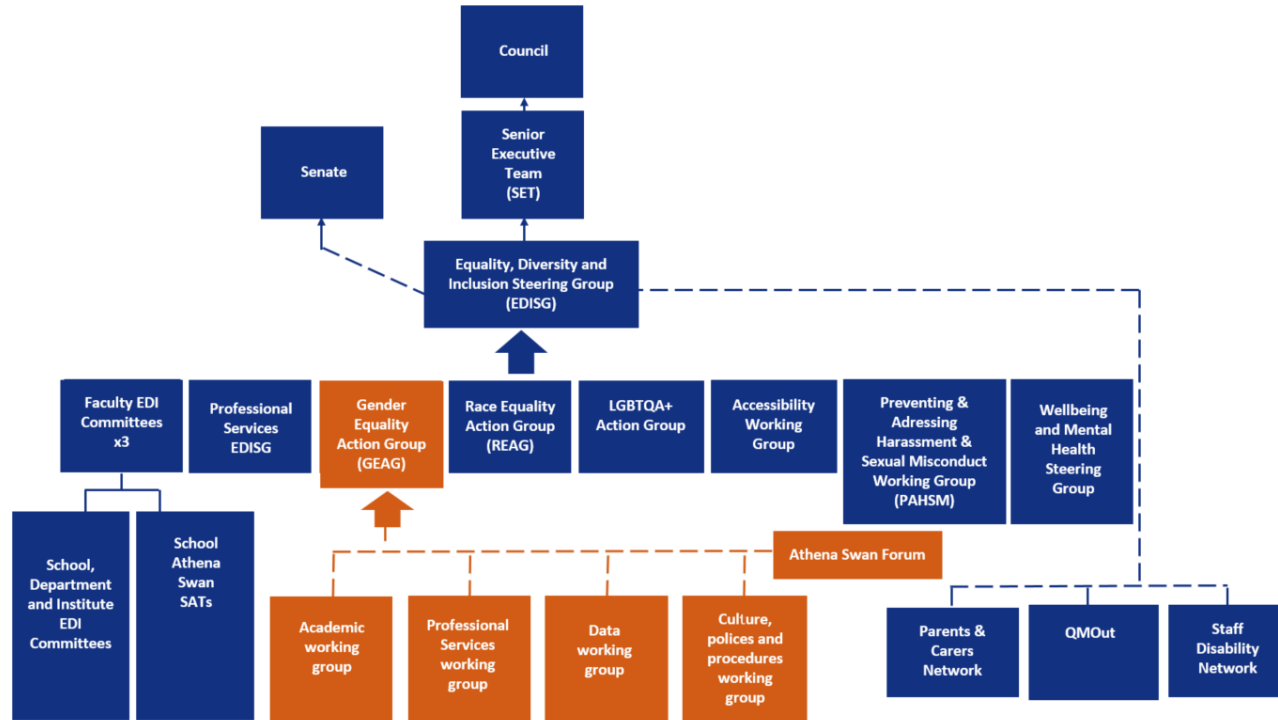 Council
Senior
Executive
Team
(SET)
Senate
Equality, Diversity and
Inclusion Steering Group
(EDISG)
Faculty EDI
Committees
x3
Professional
Services
EDISG
Gender
Equality
Action Group
(GEAG)
Race Equality
Action Group
(REAG)
LGBTQA+
Action Group
Accessibility
Working
Group
Preventing &
Adressing
Harassment &
Sexual Misconduct
Working Group
(PAHSM)
Wellbeing
and Mental
Health
Steering
Group
School,
Department
and Institute
EDI
Committees
School
Athena
Swan
SATs
Athena Swan Forum
Academic
working
group
Professional
Services
working
group
Data
working
group
Culture,
polices and
procedures
working
group
Parents &
Carers
Network
QMOut
Staff
Disability
Network